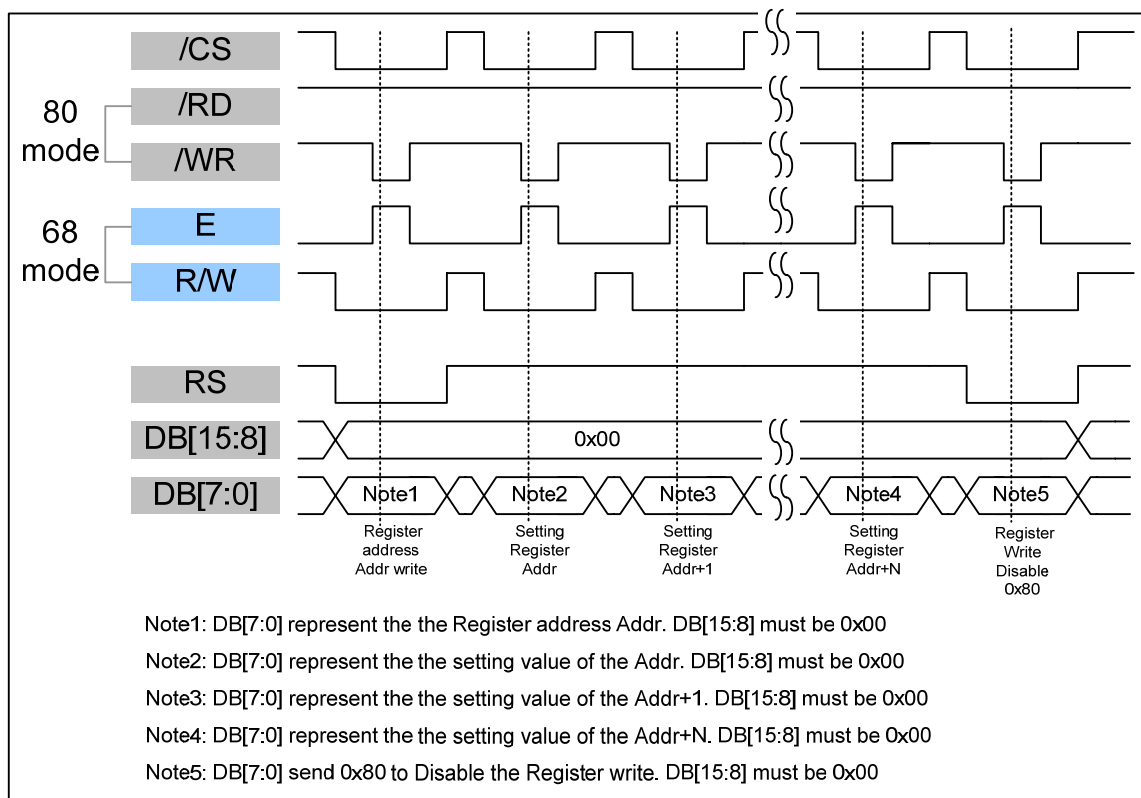 /CS
80 mode
/RD
/WR
68 mode
E
R/W
RS
DB[15:8]
0x00
DB[7:0]
Note1
Note2
Note3
Note4
Note5
Register
address
Addr write
Setting
Register
Addr
Setting
Register
Addr+1
Setting
Register
Addr+N
Register
Write
Disable
0x80
Note1: DB[7:0] represent the the Register address Addr. DB[15:8] must be 0x00
Note2: DB[7:0] represent the the setting value of the Addr. DB[15:8] must be 0x00
Note3: DB[7:0] represent the the setting value of the Addr+1. DB[15:8] must be 0x00
Note4: DB[7:0] represent the the setting value of the Addr+N. DB[15:8] must be 0x00
Note5: DB[7:0] send 0x80 to Disable the Register write. DB[15:8] must be 0x00